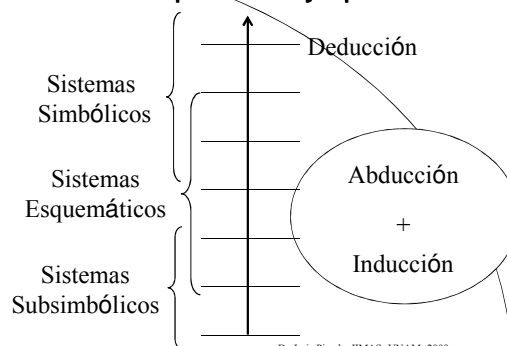 Deducción
Sistemas
Simbólicos
Sistemas
Esquemáticos
Abducción
+
Inducción
Sistemas
Subsimbólicos